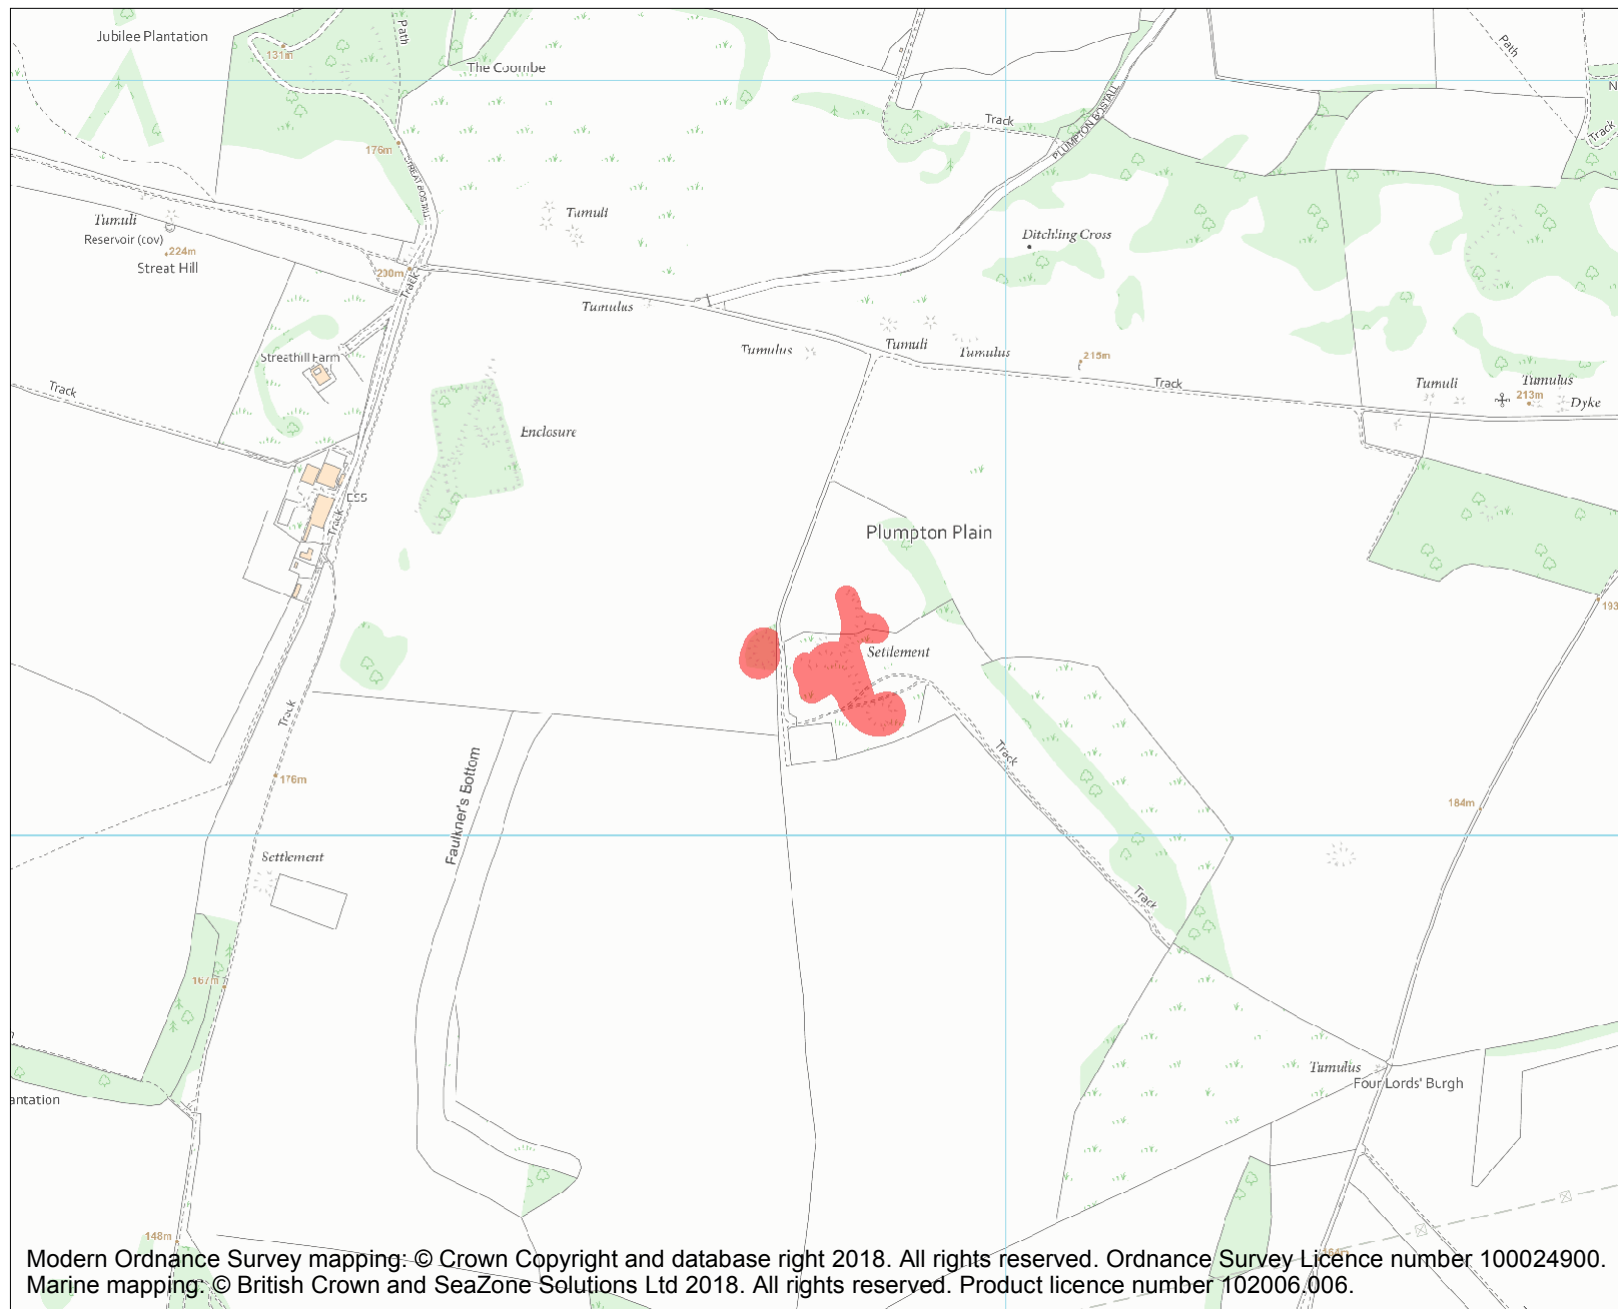 Jubilee Plantation
Path
131m
The Coombe
Path
N
Track
PLUMPTON BOSTALL
Track
176m
STREAT BOSTALL
Tumuli
Tumuli
Reservoir (cov)
224m
Streat Hill
Ditchling Cross
230m
Track
Tumulus
Tumulus
Tumuli
Tumulus
215m
Streathill Farm
Track
Track
Tumuli
Tumulus
213m
Dyke
Enclosure
ESS
Track
Plumpton Plain
193
Settlement
Track
Track
176m
Faulkner's Bottom
184m
Settlement
Track
167m
Tumulus
Four Lords' Burgh
antation
148m
164m
Modern Ordnance Survey mapping: © Crown Copyright and database right 2018. All rights reserved. Ordnance Survey Licence number 100024900.
Marine mapping: © British Crown and SeaZone Solutions Ltd 2018. All rights reserved. Product licence number 102006.006.